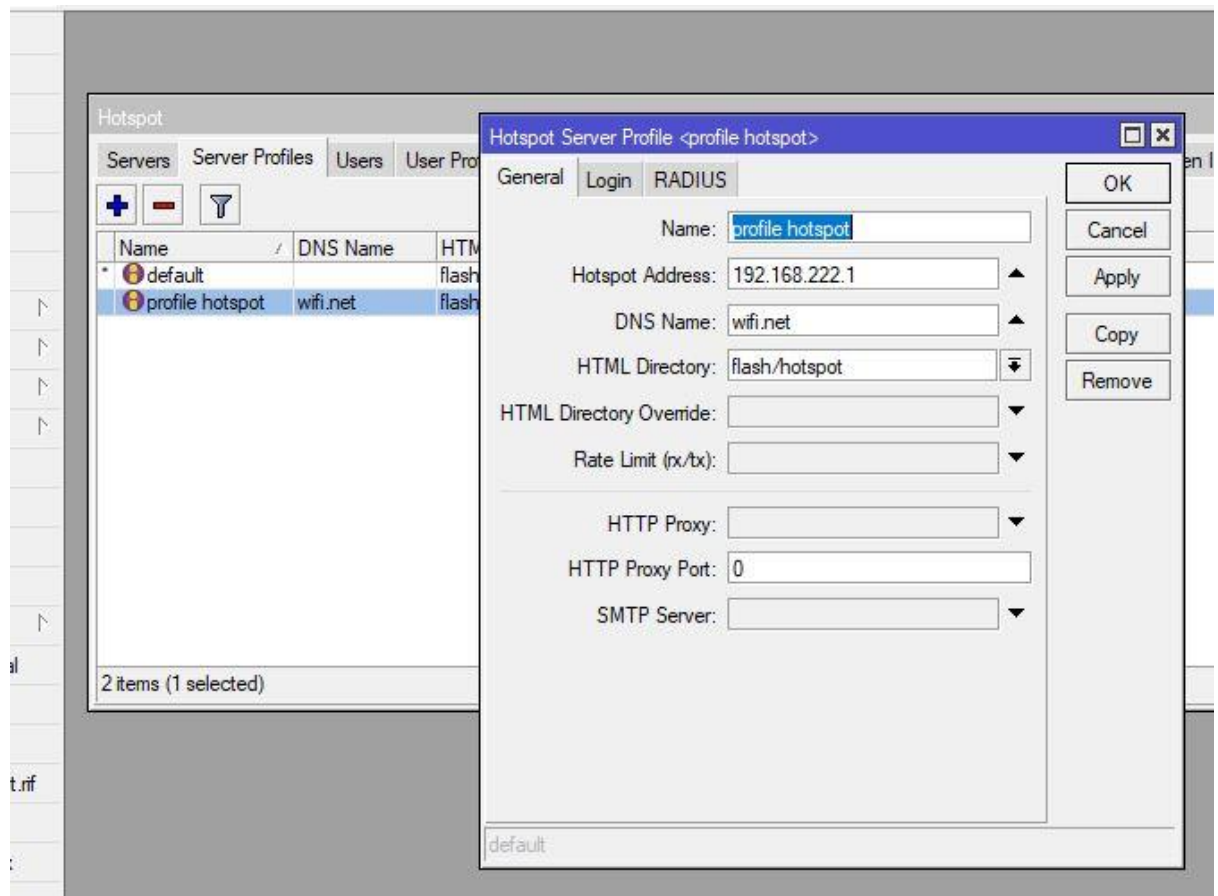 Hotspot
Servers Server Profiles Users User Pro
Name DNS Name HTM
* default flash
profile hotspot wifi.net flash
2 items (1 selected)
al
t.rif
Hotspot Server Profile <profile hotspot>
General Login RADIUS
Name: profile hotspot
Hotspot Address: 192.168.222.1
DNS Name: wifi.net
HTML Directory: flash/hotspot
HTML Directory Override:
Rate Limit (rx/tx):
HTTP Proxy:
HTTP Proxy Port: 0
SMTP Server:
default
OK
Cancel
Apply
Copy
Remove
en I